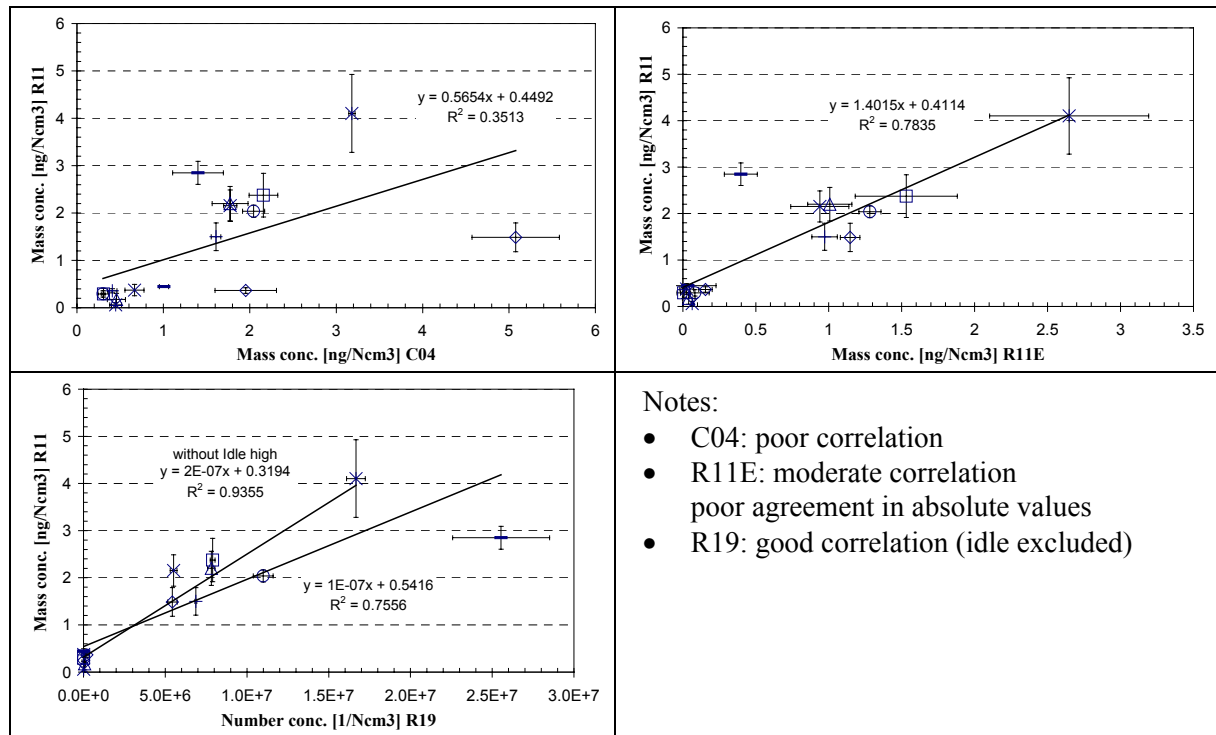 6
5
4
3
2
1
0
Mass conc. [ng/Ncm3] R11
y = 0.5654x + 0.4492
R2 = 0.3513
0 1 2 3 4 5 6
Mass conc. [ng/Ncm3] C04
6
5
4
3
2
1
0
Mass conc. [ng/Ncm3] R11
y = 1.4015x + 0.4114
R2 = 0.7835
0 0.5 1 1.5 2 2.5 3 3.5
Mass conc. [ng/Ncm3] R11E
6
5
4
3
2
1
0
Mass conc. [ng/Ncm3] R11
without Idle high
y = 2E-07x + 0.3194
R2 = 0.9355
y = 1E-07x + 0.5416
R2 = 0.7556
0.0E+0 5.0E+6 1.0E+7 1.5E+7 2.0E+7 2.5E+7 3.0E+7
Number conc. [1/Ncm3] R19
Notes:
• C04: poor correlation
• R11E: moderate correlation
poor agreement in absolute values
• R19: good correlation (idle excluded)